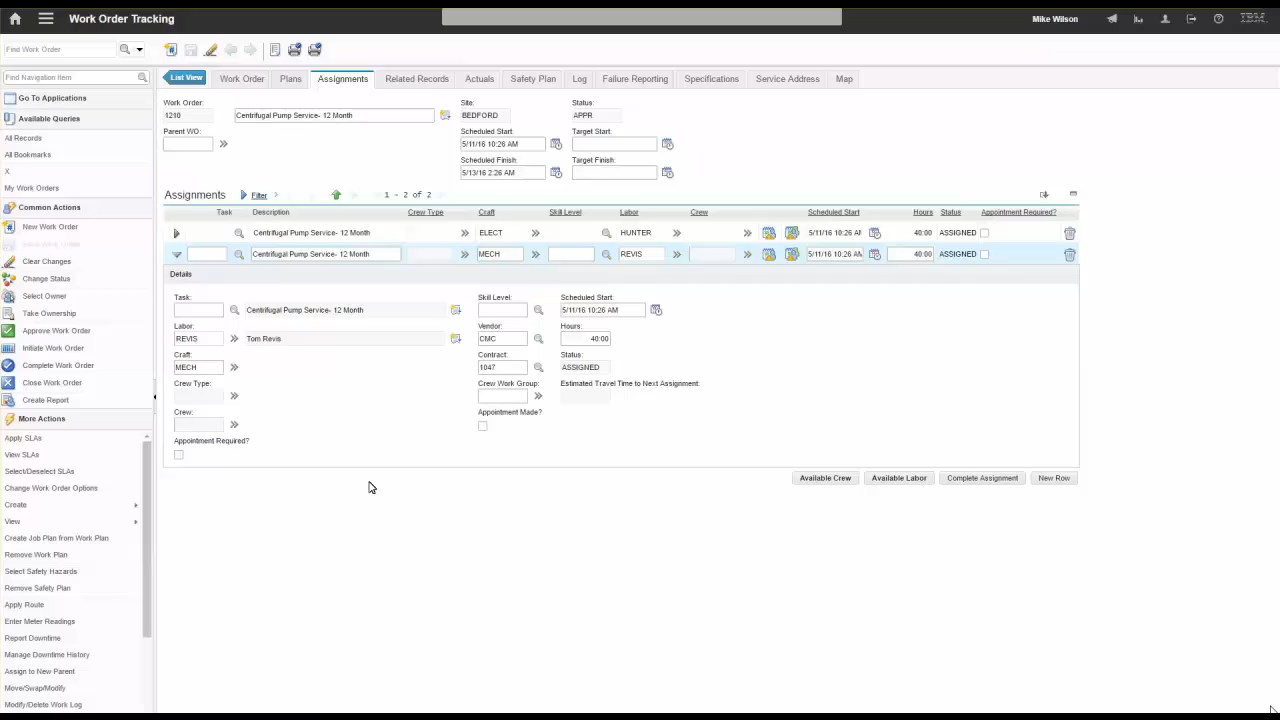 Work Order Tracking
Mike Wilson
IBM
Find Work Order
List View
Work Order
Plans
Assignments
Related Records
Actuals
Safety Plan
Log
Failure Reporting
Specifications
Service Address
Map
Find Navigation Item
Go To Applications
Available Queries
All Records
All Bookmarks
X
My Work Orders
Common Actions
New Work Order
Clear Changes
Change Status
Select Owner
Take Ownership
Approve Work Order
Initiate Work Order
Complete Work Order
Close Work Order
Create Report
More Actions
Apply SLAs
View SLAs
Select/Deselect SLAs
Change Work Order Options
Create
View
Create Job Plan from Work Plan
Remove Work Plan
Select Safety Hazards
Remove Safety Plan
Apply Route
Enter Meter Readings
Report Downtime
Manage Downtime History
Assign to New Parent
Move/Swap/Modify
Modify/Delete Work Log
Work Order:
1210 Centrifugal Pump Service- 12 Month
Parent WO:
Site:
BEDFORD
Status:
APPR
Scheduled Start:
5/11/16 10:26 AM
Target Start:
Scheduled Finish:
5/13/16 2:26 AM
Target Finish:
Assignments Filter 1 - 2 of 2
Task Description Crew Type Craft Skill Level Labor Crew Scheduled Start Hours Status Appointment Required?
Centrifugal Pump Service- 12 Month ELECT HUNTER 5/11/16 10:26 AM 40:00 ASSIGNED
Centrifugal Pump Service- 12 Month MECH REVIS 5/11/16 10:26 AM 40:00 ASSIGNED
Details
Task:
Centrifugal Pump Service- 12 Month
Labor:
REVIS Tom Revis
Craft:
MECH
Crew Type:
Crew:
Appointment Required?
Skill Level:
Vendor:
CMC
Contract:
1047
Crew Work Group:
Appointment Made?
Scheduled Start:
5/11/16 10:26 AM
Hours:
40:00
Status:
ASSIGNED
Estimated Travel Time to Next Assignment:
Available Crew
Available Labor
Complete Assignment
New Row